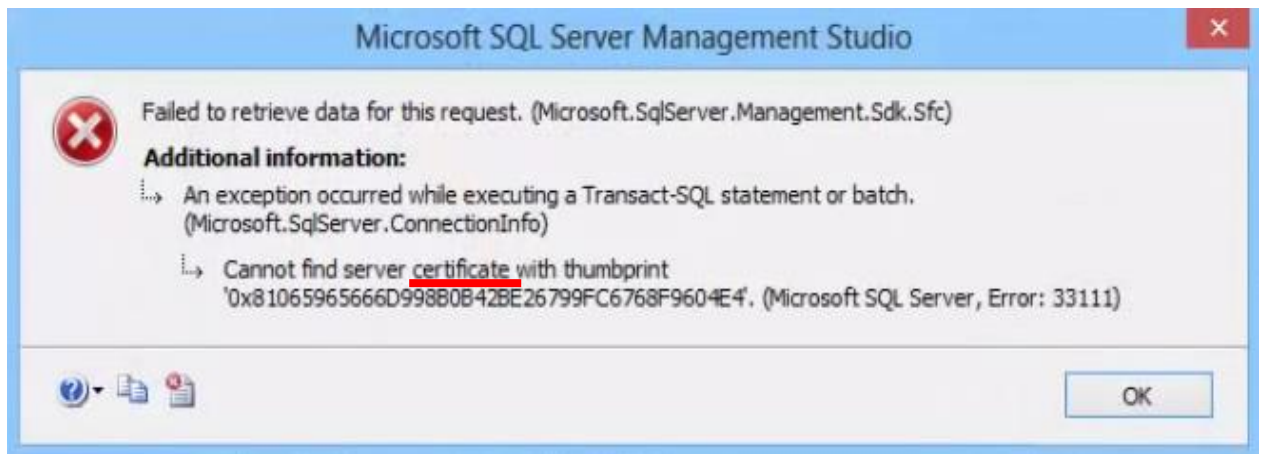 Microsoft SQL Server Management Studio
Failed to retrieve data for this request. (Microsoft.SqlServer.Management.Sdk.Sfc)
Additional information:
An exception occurred while executing a Transact-SQL statement or batch.
(Microsoft.SqlServer.ConnectionInfo)
Cannot find server certificate with thumbprint
'0x81065965666D998B0B42BE26799FC6768F9604E4'. (Microsoft SQL Server, Error: 33111)
OK